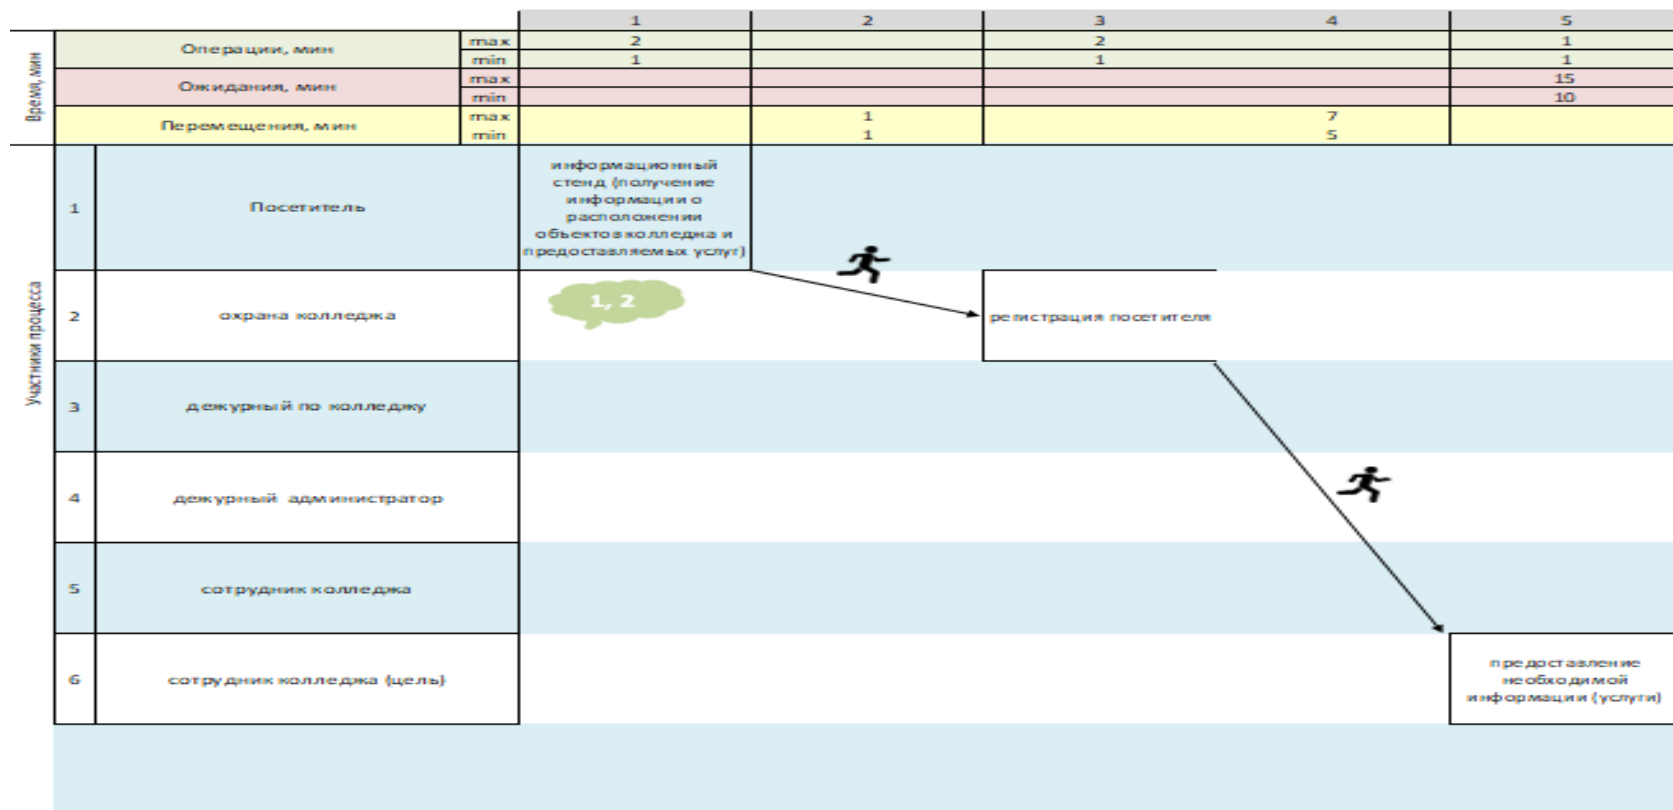 1 2 3 4 5
Время, мин
Операции, мин max 2 2 1
min 1 1 1
Ожидания, мин max 15
min 10
Перемещения, мин max 1 7
min 1 5
Участники процесса
1 Посетитель
информационный
стенд (получение
информации о
расположении
объектов колледжа и
предоставляемых услуг)
2 охрана колледжа
1, 2
регистрация посетителя
3 дежурный по колледжу
4 дежурный администратор
5 сотрудник колледжа
6 сотрудник колледжа (цель)
предоставление
необходимой
информации (услуги)